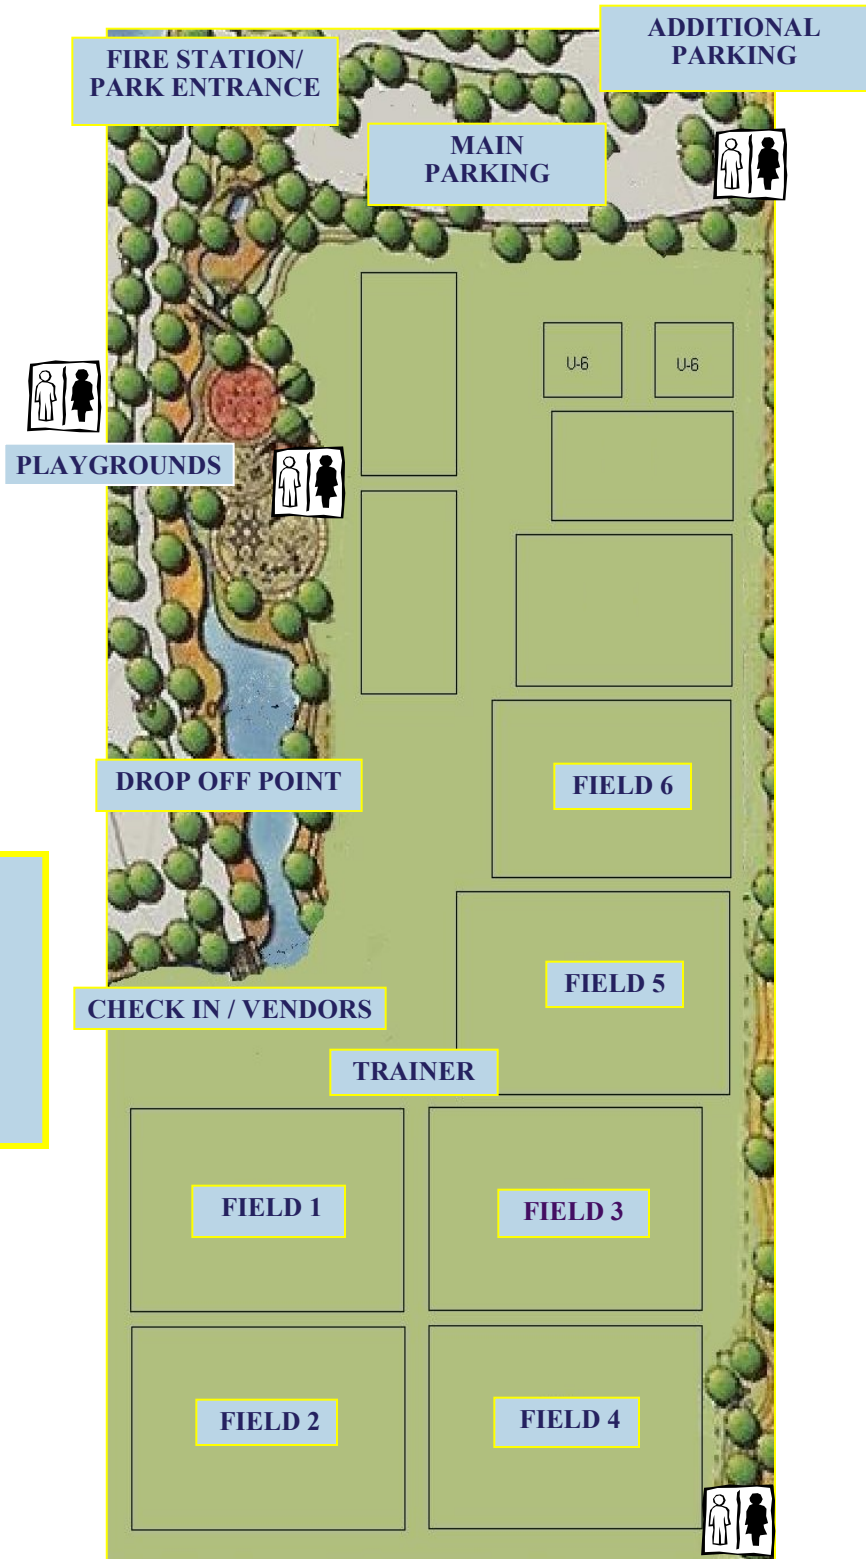 ADDITIONAL
PARKING
FIRE STATION/
PARK ENTRANCE
MAIN
PARKING
U-6
U-6
PLAYGROUNDS
DROP OFF POINT
FIELD 6
FIELD 5
CHECK IN / VENDORS
TRAINER
FIELD 1
FIELD 3
FIELD 2
FIELD 4